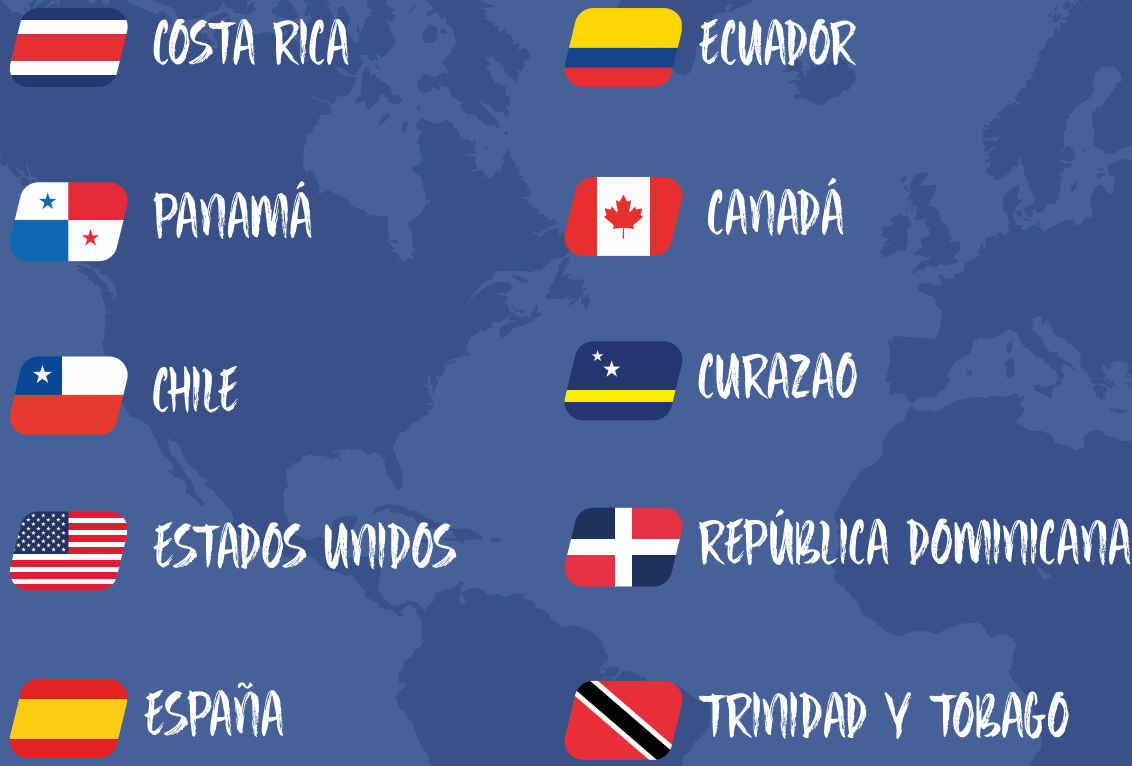 COSTA RICA
ECUADOR
PANAMÁ
CANADÁ
CHILE
CURAZAO
ESTADOS UNIDOS
REPÚBLICA DOMINICANA
ESPAÑA
TRINIDAD Y TOBAGO